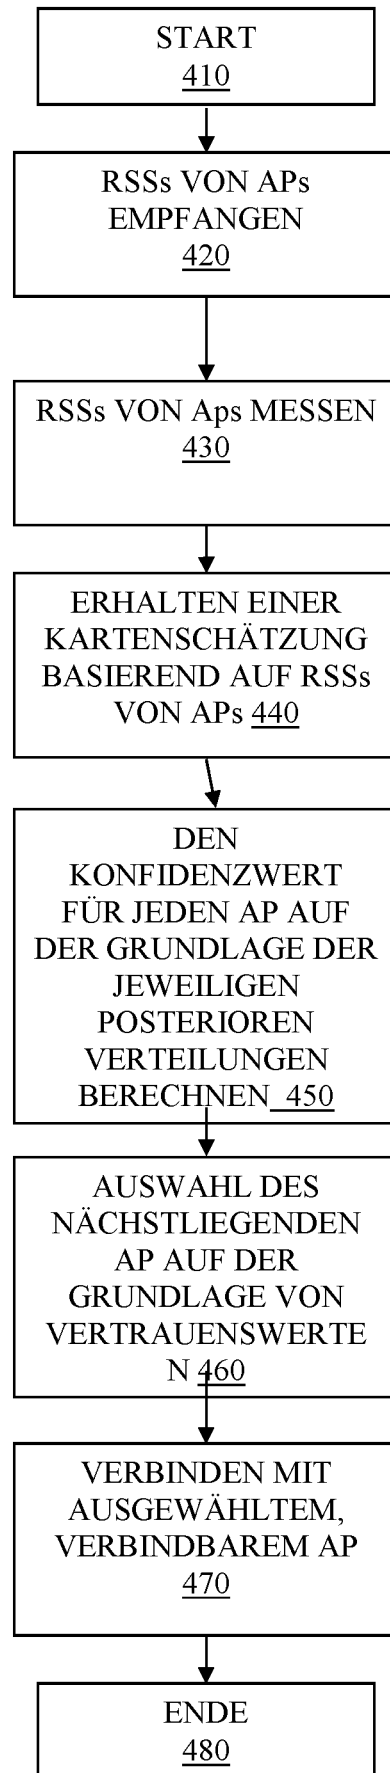 START
410
RSSs VON APs
EMPFANGEN
420
RSSs VON Aps MESSEN
430
ERHALTEN EINER
KARTENSCHÄTZUNG
BASIEREND AUF RSSs
VON APs 440
DEN
KONFIDENZWERT
FÜR JEDEN AP AUF
DER GRUNDLAGE DER
JEWEILIGEN
POSTERIOREN
VERTEILUNGEN
BERECHNEN 450
AUSWAHL DES
NÄCHSTLIEGENDEN
AP AUF DER
GRUNDLAGE VON
VERTRAUENSWERTE
N 460
VERBINDEN MIT
AUSGEWÄHLTEM,
VERBINDBAREM AP
470
ENDE
480